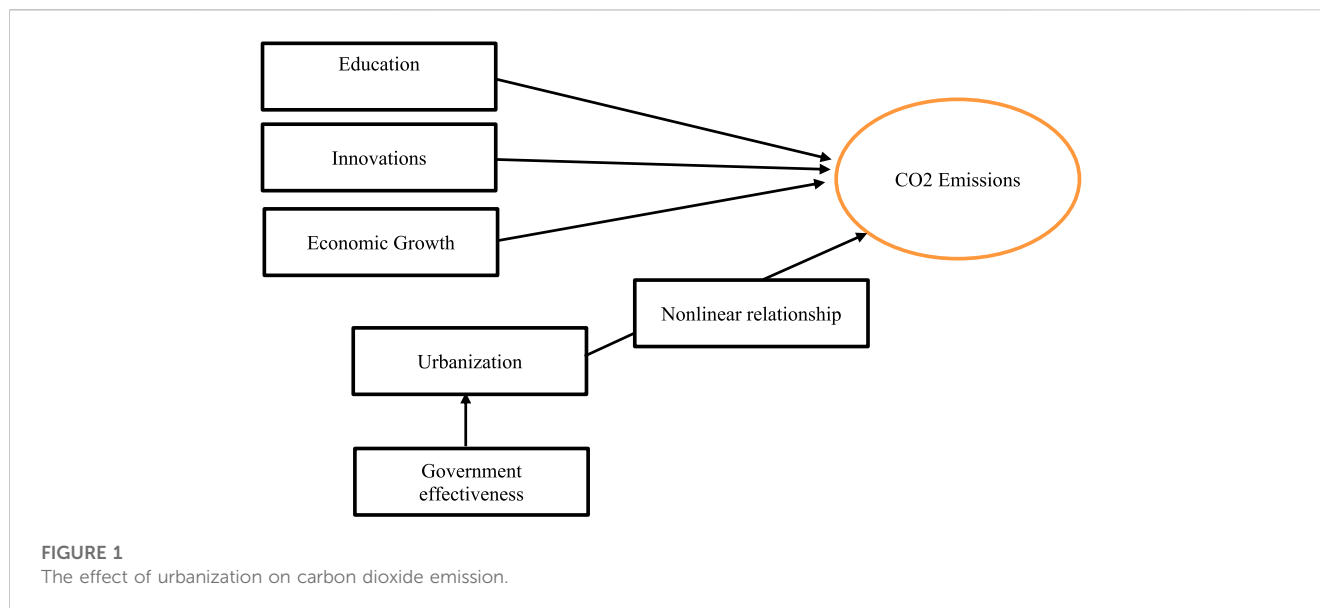 Education
Innovations
Economic Growth
CO2 Emissions
Nonlinear relationship
Urbanization
Government
effectiveness
FIGURE 1
The effect of urbanization on carbon dioxide emission.